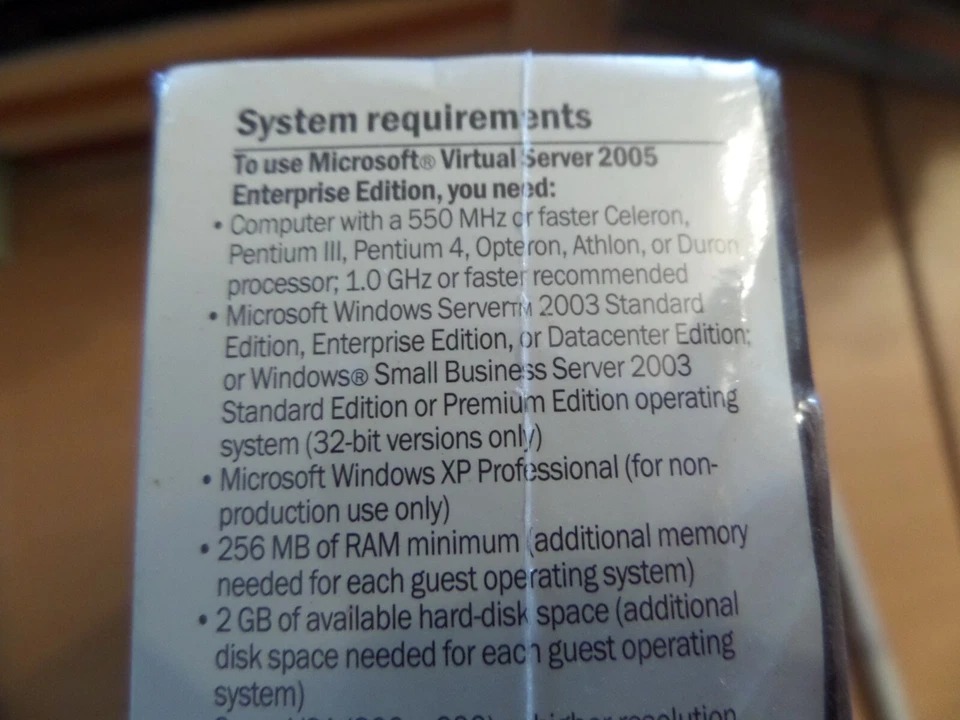 System requirements
To use Microsoft® Virtual Server 2005
Enterprise Edition, you need:
• Computer with a 550 MHz or faster Celeron,
Pentium III, Pentium 4, Opteron, Athlon, or Duron
processor; 1.0 GHz or faster recommended
• Microsoft Windows Server™ 2003 Standard
Edition, Enterprise Edition, or Datacenter Edition;
or Windows® Small Business Server 2003
Standard Edition or Premium Edition operating
system (32-bit versions only)
• Microsoft Windows XP Professional (for non-
production use only)
• 256 MB of RAM minimum (additional memory
needed for each guest operating system)
• 2 GB of available hard-disk space (additional
disk space needed for each guest operating
system)
higher resolution